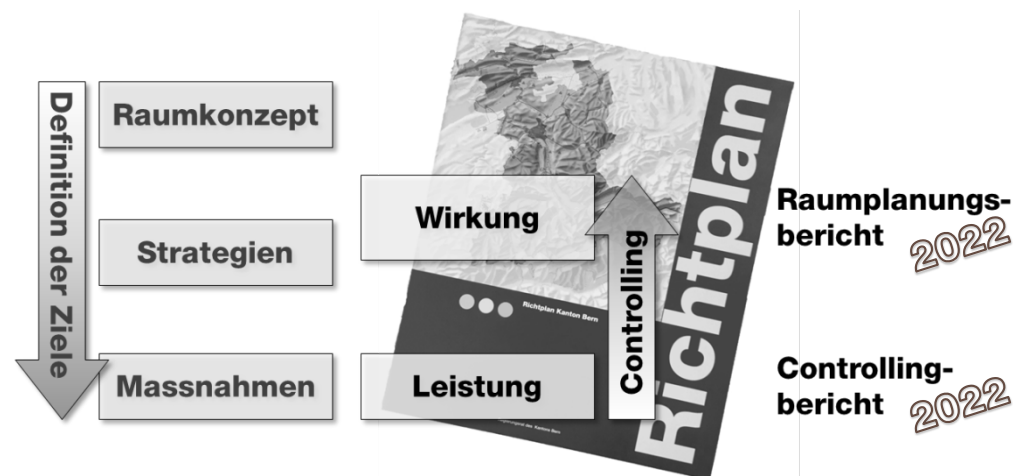 Definition der Ziele
Raumkonzept
Strategien
Massnahmen
Wirkung
Leistung
Controlling
Richtplan
Richtplan Kanton Bern
Raumplanungs-
bericht 2022
Controlling-
bericht 2022